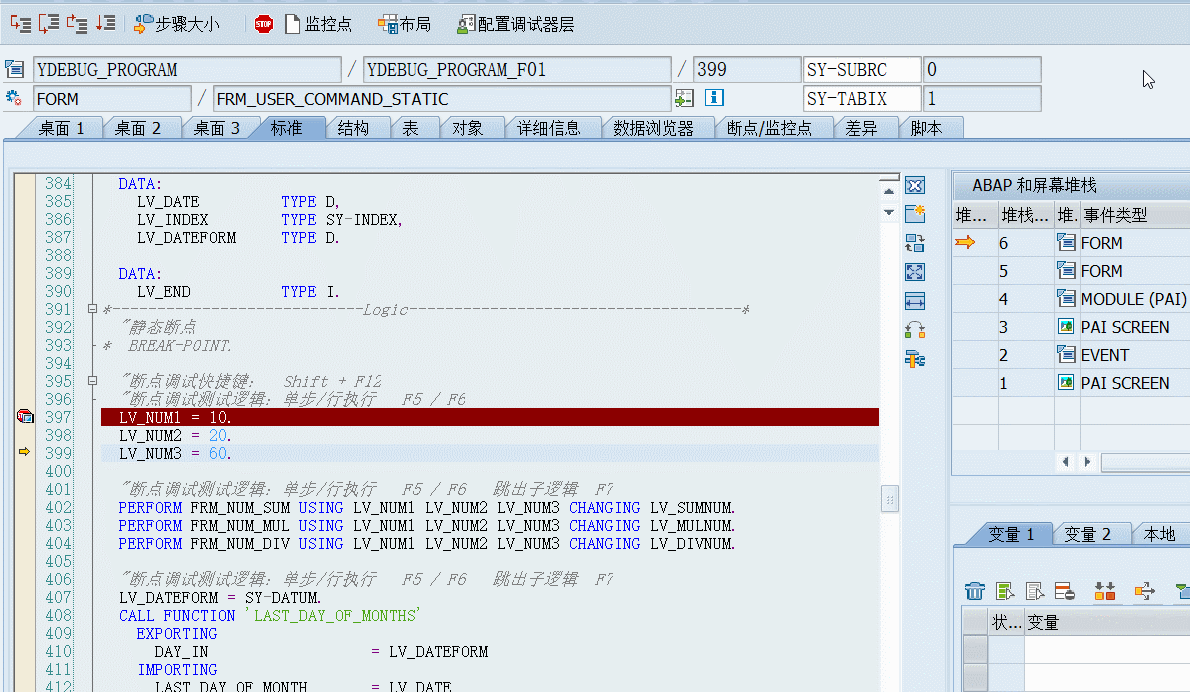 步骤大小 STOP 监控点 布局 配置调试器层
YDEBUG_PROGRAM / YDEBUG_PROGRAM_F01 / 399 SY-SUBRC 0
FORM / FRM_USER_COMMAND_STATIC SY-TABIX 1
桌面 1 桌面 2 桌面 3 标准 结构 表 对象 详细信息 数据浏览器 断点/监控点 差异 脚本
384 DATA:
385 LV_DATE TYPE D,
386 LV_INDEX TYPE SY-INDEX,
387 LV_DATEFORM TYPE D.
388
389 DATA:
390 LV_END TYPE I.
391 *----------------------------Logic-------------------------------------*
392 "静态断点
393 * BREAK-POINT.
394
395 "断点调试快捷键： Shift + F12
396 "断点调试测试逻辑：单步/行执行 F5 / F6
397 LV_NUM1 = 10.
398 LV_NUM2 = 20.
399 LV_NUM3 = 60.
400
401 "断点调试测试逻辑：单步/行执行 F5 / F6 跳出子逻辑 F7
402 PERFORM FRM_NUM_SUM USING LV_NUM1 LV_NUM2 LV_NUM3 CHANGING LV_SUMNUM.
403 PERFORM FRM_NUM_MUL USING LV_NUM1 LV_NUM2 LV_NUM3 CHANGING LV_MULNUM.
404 PERFORM FRM_NUM_DIV USING LV_NUM1 LV_NUM2 LV_NUM3 CHANGING LV_DIVNUM.
405
406 "断点调试测试逻辑：单步/行执行 F5 / F6 跳出子逻辑 F7
407 LV_DATEFORM = SY-DATUM.
408 CALL FUNCTION 'LAST_DAY_OF_MONTHS'
409 EXPORTING
410 DAY_IN = LV_DATEFORM
411 IMPORTING
412 LAST_DAY_OF_MONTH = LV_DATE
ABAP 和屏幕堆栈
堆... 堆栈... 堆. 事件类型
6 FORM
5 FORM
4 MODULE (PAI)
3 PAI SCREEN
2 EVENT
1 PAI SCREEN
变量 1 变量 2 本地
状... 变量